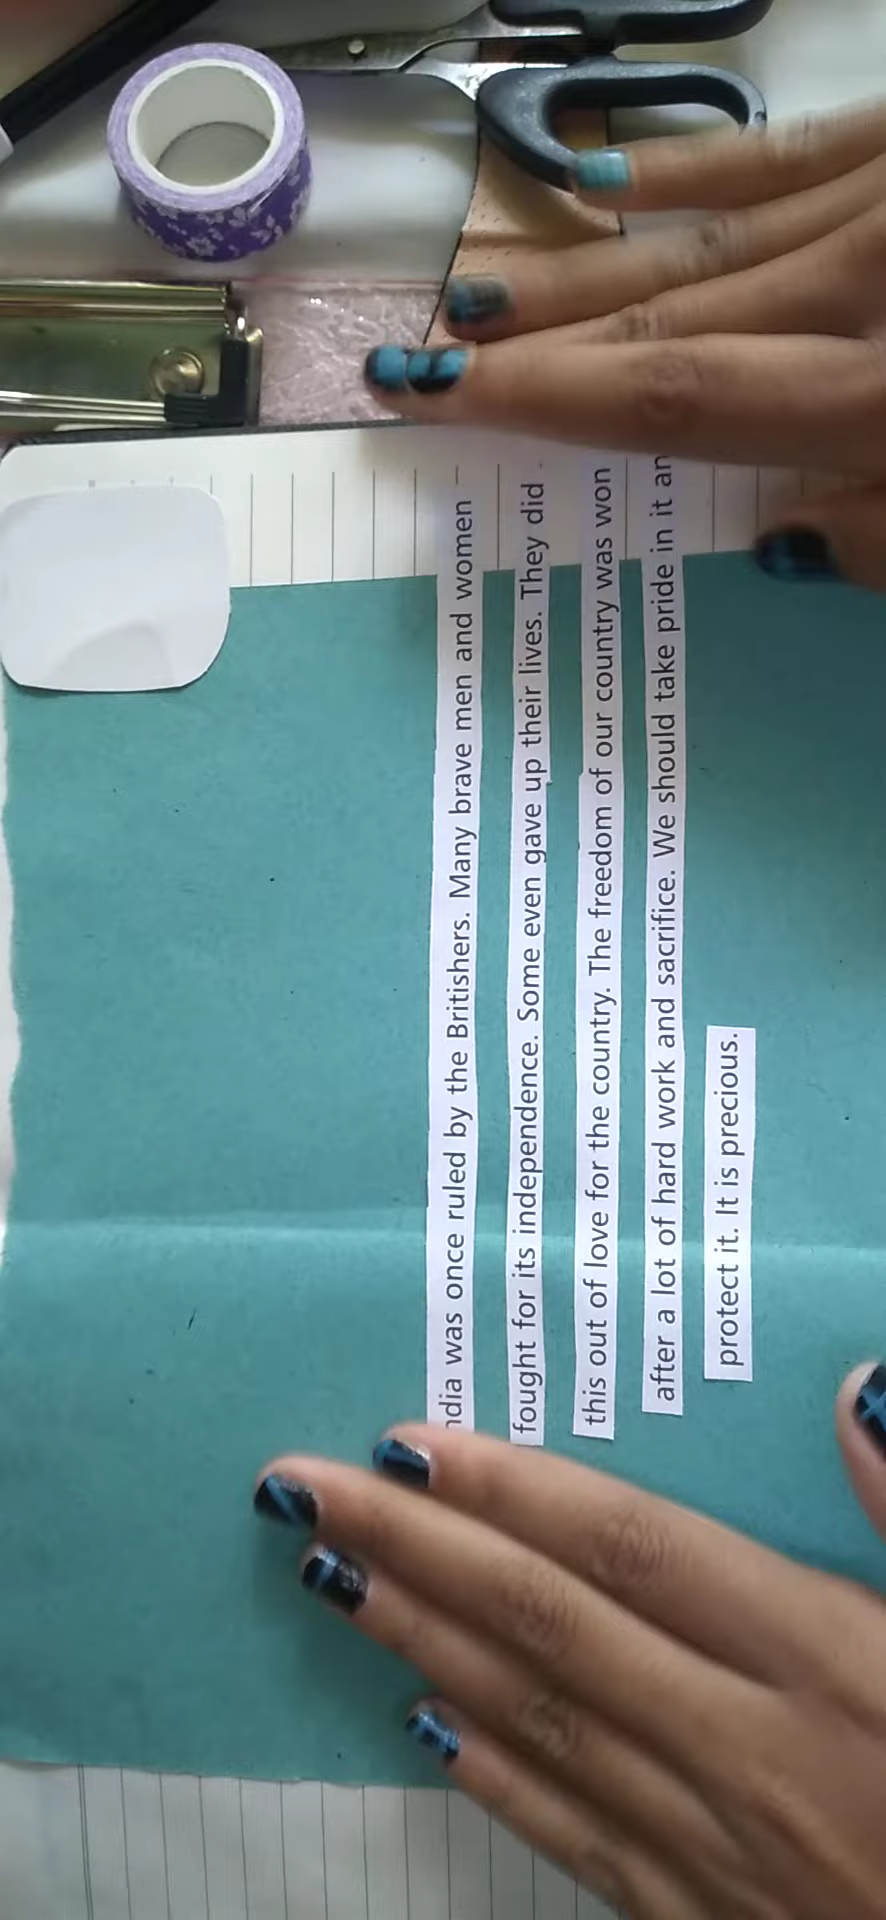 ndia was once ruled by the Britishers. Many brave men and women
fought for its independence. Some even gave up their lives. They did
this out of love for the country. The freedom of our country was won
after a lot of hard work and sacrifice. We should take pride in it an
protect it. It is precious.